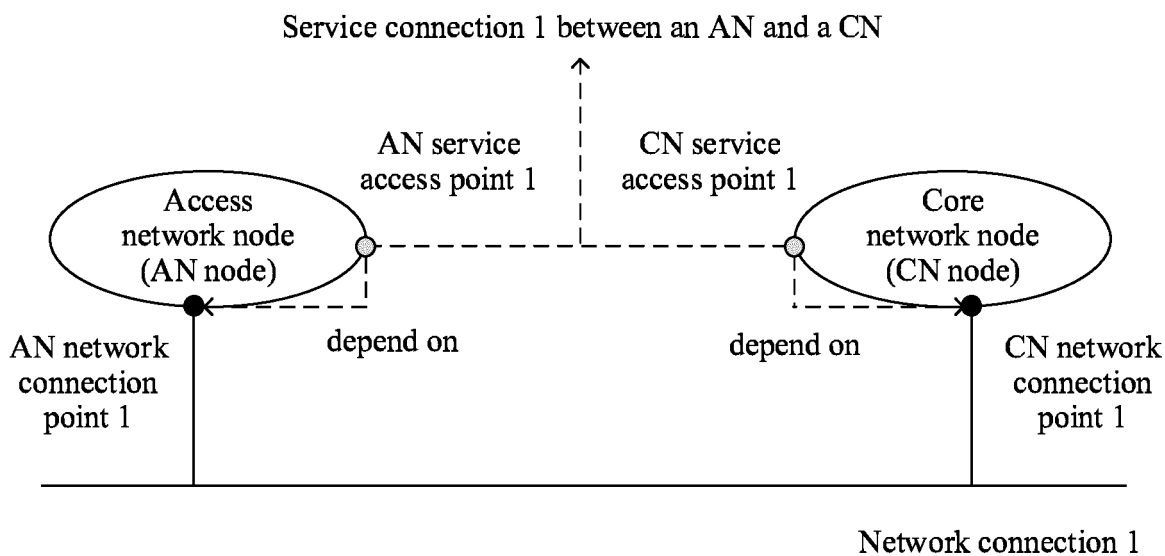 Service connection 1 between an AN and a CN
AN service
access point 1
CN service
access point 1
Access
network node
(AN node)
Core
network node
(CN node)
depend on
depend on
AN network
connection
point 1
CN network
connection
point 1
Network connection 1